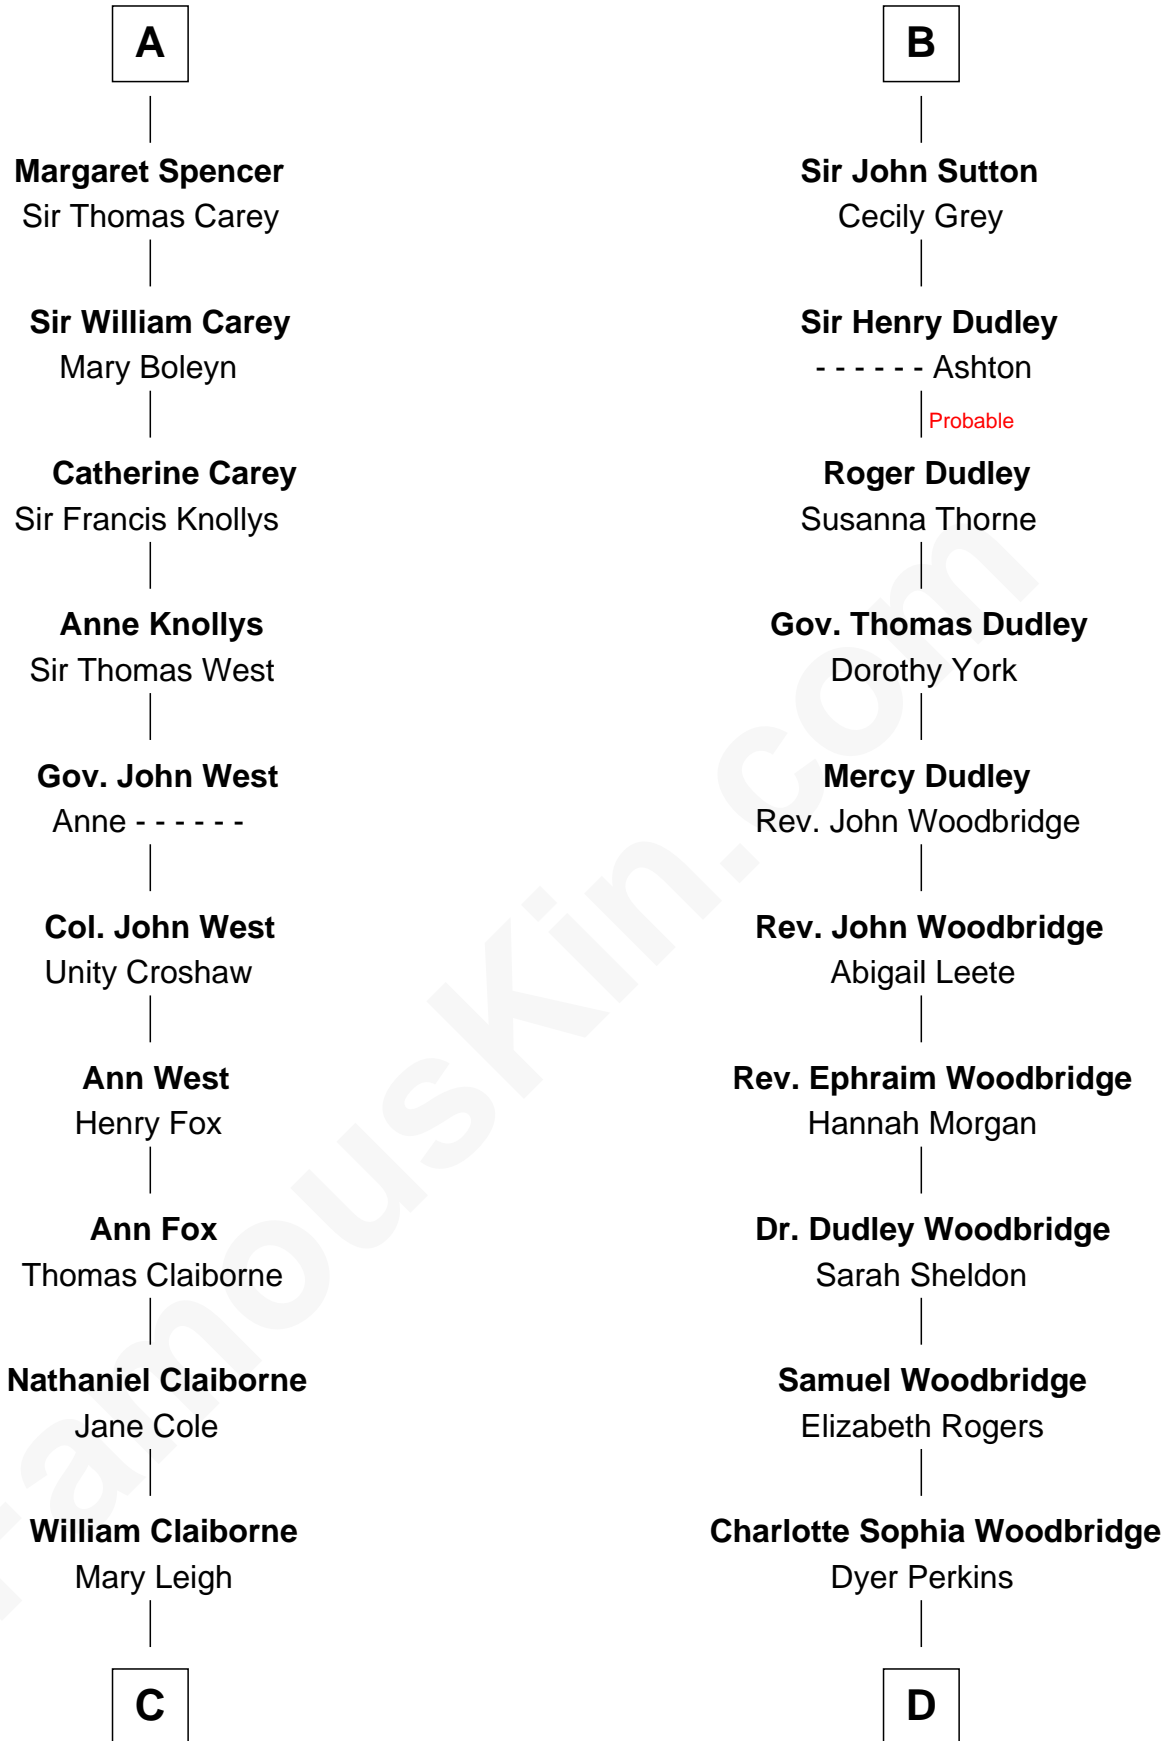 A
Margaret Spencer
Sir Thomas Carey
Sir William Carey
Mary Boleyn
Catherine Carey
Sir Francis Knollys
Anne Knollys
Sir Thomas West
Gov. John West
Anne - - - - - -
Col. John West
Unity Croshaw
Ann West
Henry Fox
Ann Fox
Thomas Claiborne
Nathaniel Claiborne
Jane Cole
William Claiborne
Mary Leigh
C
B
Sir John Sutton
Cecily Grey
Sir Henry Dudley
- - - - - - Ashton
Probable
Roger Dudley
Susanna Thorne
Gov. Thomas Dudley
Dorothy York
Mercy Dudley
Rev. John Woodbridge
Rev. John Woodbridge
Abigail Leete
Rev. Ephraim Woodbridge
Hannah Morgan
Dr. Dudley Woodbridge
Sarah Sheldon
Samuel Woodbridge
Elizabeth Rogers
Charlotte Sophia Woodbridge
Dyer Perkins
D
FamousKin.com